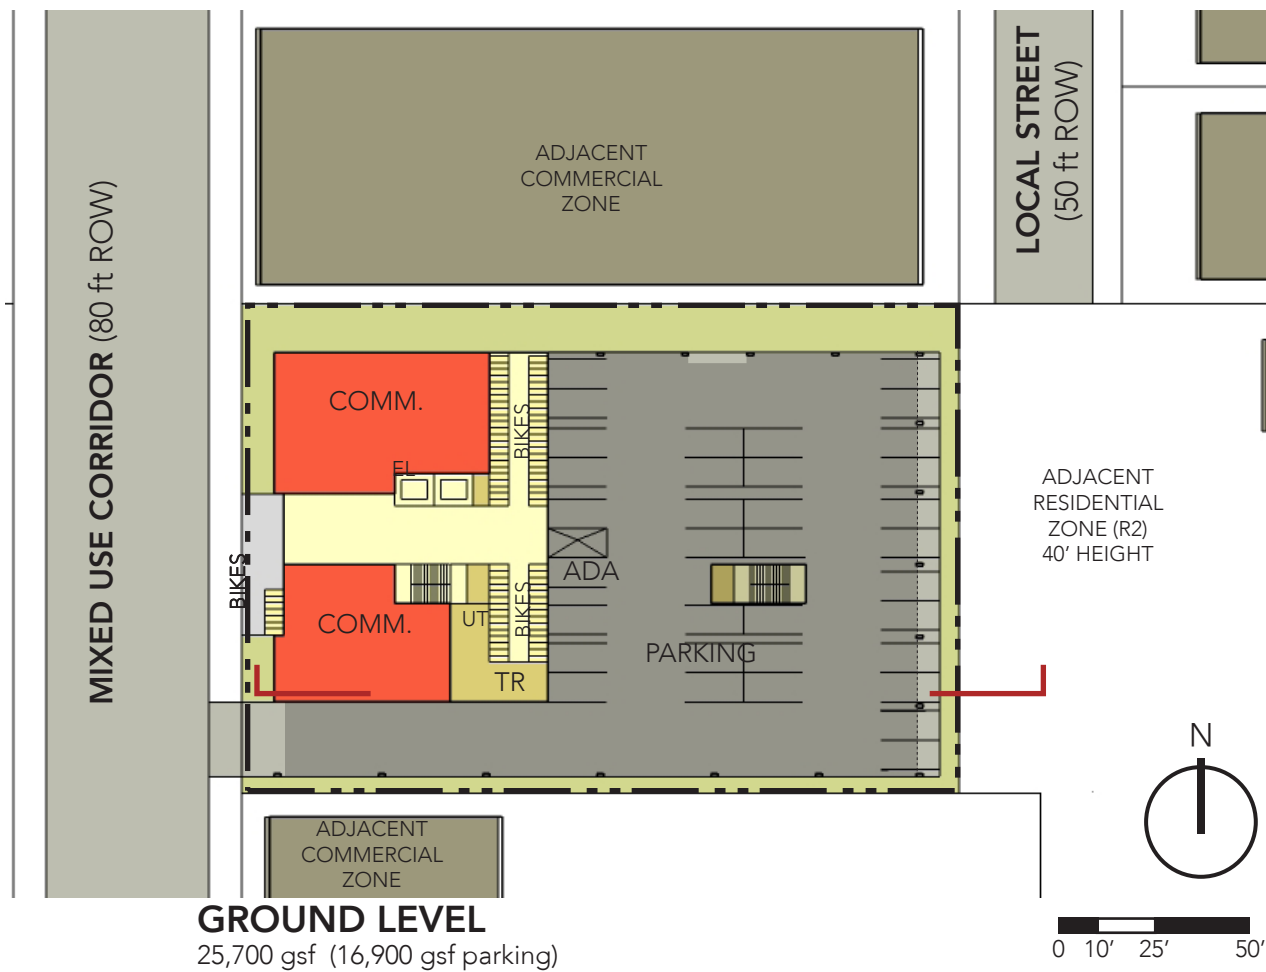 MIXED USE CORRIDOR (80 ft ROW)
ADJACENT
COMMERCIAL
ZONE
LOCAL STREET
(50 ft ROW)
COMM.
BIKES
EL
BIKES
ADA
ADJACENT
RESIDENTIAL
ZONE (R2)
40’ HEIGHT
COMM.
UT
BIKES
TR
PARKING
N
ADJACENT
COMMERCIAL
ZONE
GROUND LEVEL
25,700 gsf (16,900 gsf parking)
0 10’ 25’ 50’